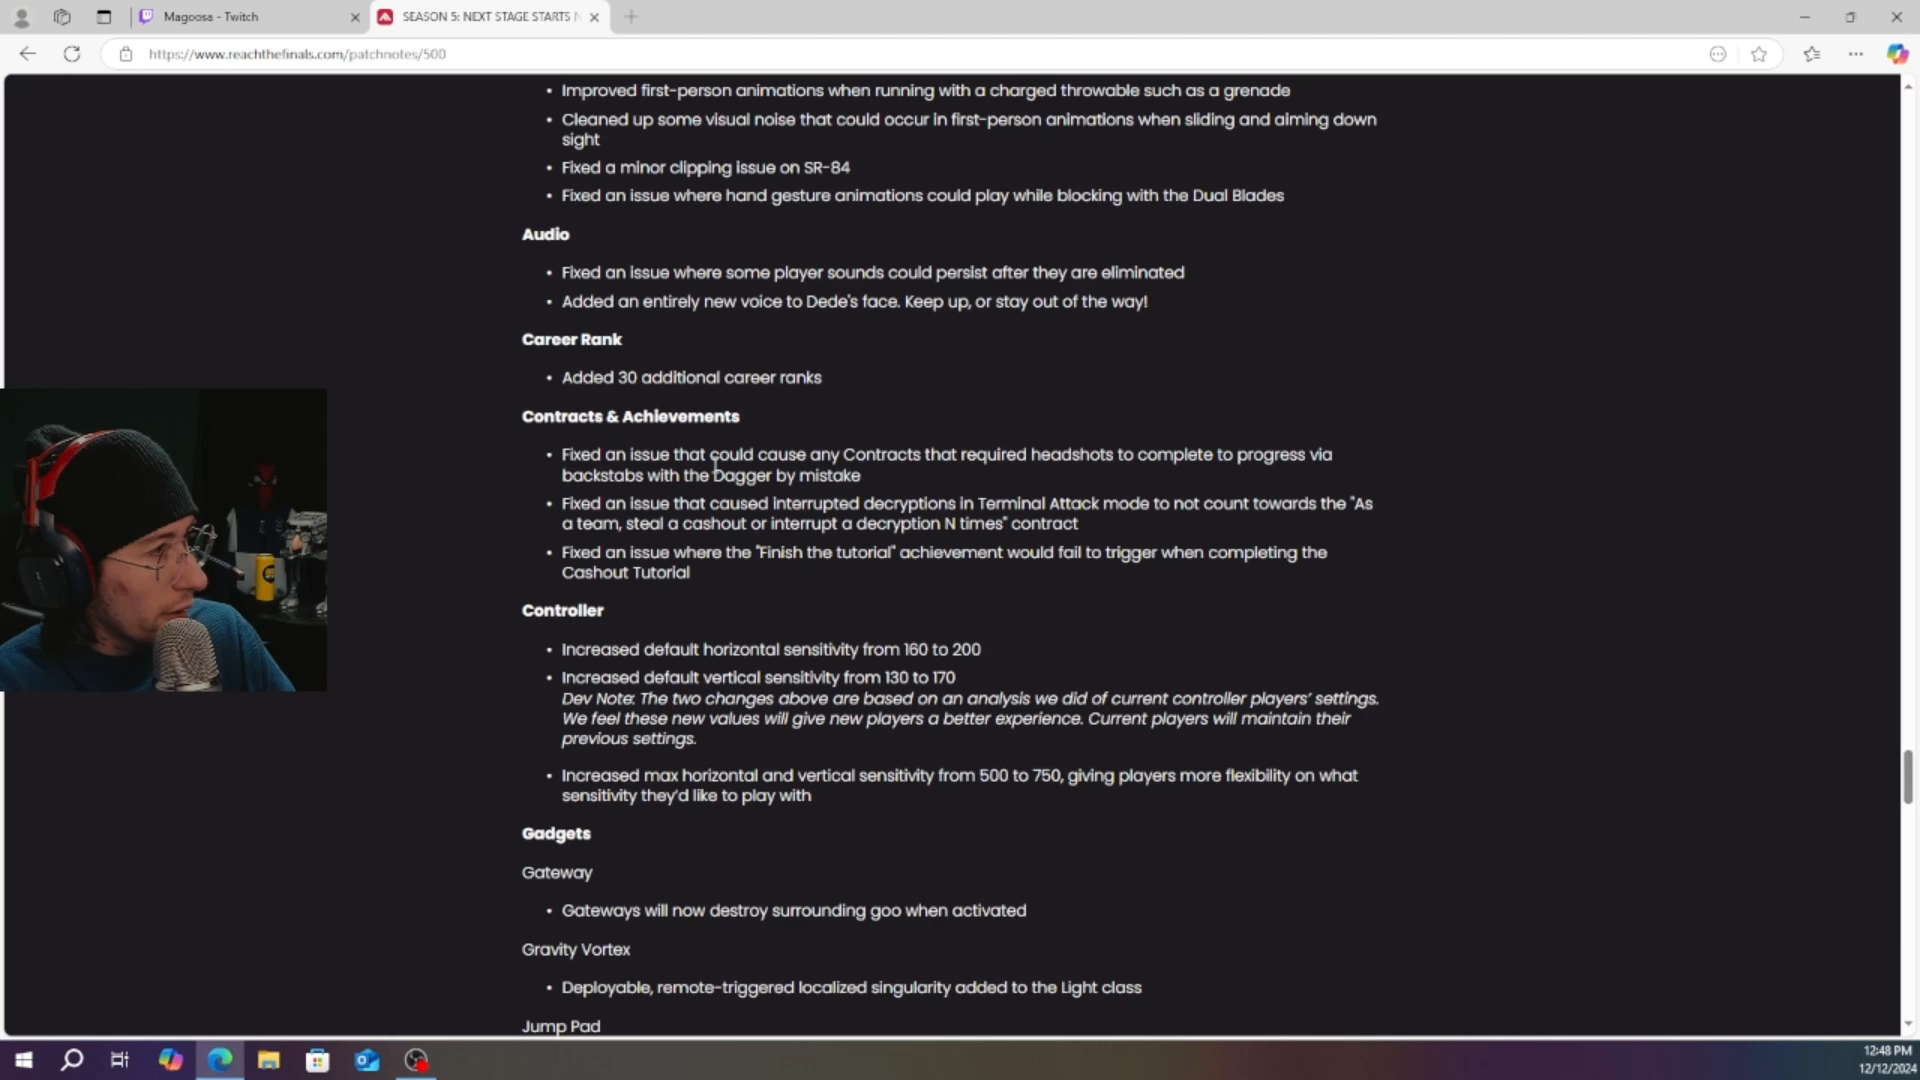 Magoosa - Twitch
SEASON 5: NEXT STAGE STARTS N
https://www.reachthefinals.com/patchnotes/500
• Improved first-person animations when running with a charged throwable such as a grenade
• Cleaned up some visual noise that could occur in first-person animations when sliding and aiming down
sight
• Fixed a minor clipping issue on SR-84
• Fixed an issue where hand gesture animations could play while blocking with the Dual Blades
Audio
• Fixed an issue where some player sounds could persist after they are eliminated
• Added an entirely new voice to Dede's face. Keep up, or stay out of the way!
Career Rank
• Added 30 additional career ranks
Contracts & Achievements
• Fixed an issue that could cause any Contracts that required headshots to complete to progress via
backstabs with the Dagger by mistake
• Fixed an issue that caused interrupted decryptions in Terminal Attack mode to not count towards the "As
a team, steal a cashout or interrupt a decryption N times" contract
• Fixed an issue where the "Finish the tutorial" achievement would fail to trigger when completing the
Cashout Tutorial
Controller
• Increased default horizontal sensitivity from 160 to 200
• Increased default vertical sensitivity from 130 to 170
Dev Note: The two changes above are based on an analysis we did of current controller players' settings.
We feel these new values will give new players a better experience. Current players will maintain their
previous settings.
• Increased max horizontal and vertical sensitivity from 500 to 750, giving players more flexibility on what
sensitivity they'd like to play with
Gadgets
Gateway
• Gateways will now destroy surrounding goo when activated
Gravity Vortex
• Deployable, remote-triggered localized singularity added to the Light class
Jump Pad
12:48 PM
12/12/2024